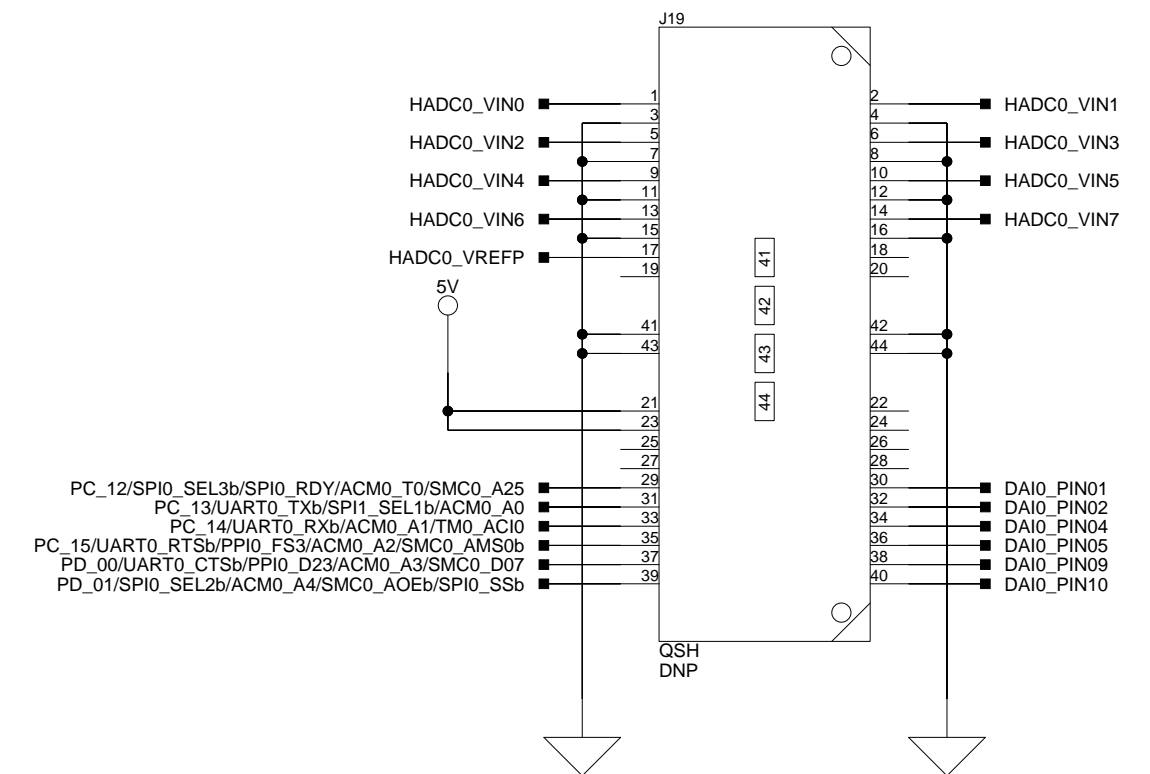 J19
HADC0_VIN0 1 2 HADC0_VIN1
3 4
HADC0_VIN2 5 6 HADC0_VIN3
7 8
HADC0_VIN4 9 10 HADC0_VIN5
11 12
HADC0_VIN6 13 14 HADC0_VIN7
15 16
HADC0_VREFP 17 18
19 20
41
5V
42
41 42
43
43 44
44
21 22
23 24
25 26
27 28
PC_12/SPI0_SEL3b/SPI0_RDY/ACM0_T0/SMC0_A25 29 30 DAI0_PIN01
PC_13/UART0_TXb/SPI1_SEL1b/ACM0_A0 31 32 DAI0_PIN02
PC_14/UART0_RXb/ACM0_A1/TM0_ACI0 33 34 DAI0_PIN04
PC_15/UART0_RTSb/PPI0_FS3/ACM0_A2/SMC0_AMS0b 35 36 DAI0_PIN05
PD_00/UART0_CTSb/PPI0_D23/ACM0_A3/SMC0_D07 37 38 DAI0_PIN09
PD_01/SPI0_SEL2b/ACM0_A4/SMC0_AOEb/SPI0_SSb 39 40 DAI0_PIN10
QSH
DNP